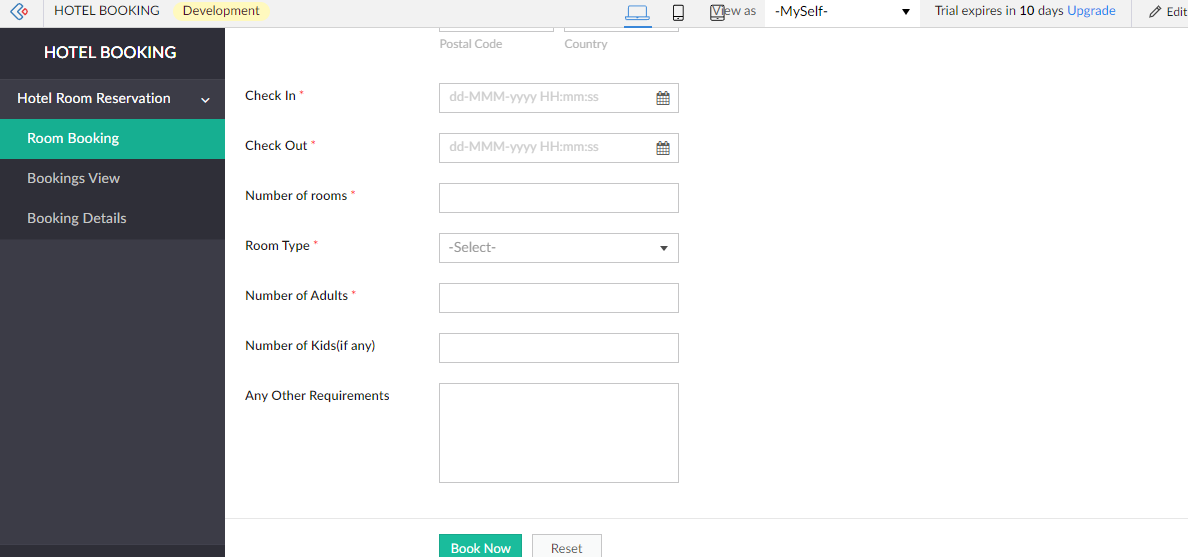 HOTEL BOOKING Development View as -MySelf- Trial expires in 10 days Upgrade Edit
HOTEL BOOKING
Hotel Room Reservation
Room Booking
Bookings View
Booking Details
Postal Code Country
Check In * dd-MMM-yyyy HH:mm:ss
Check Out * dd-MMM-yyyy HH:mm:ss
Number of rooms *
Room Type * -Select-
Number of Adults *
Number of Kids(if any)
Any Other Requirements
Book Now Reset